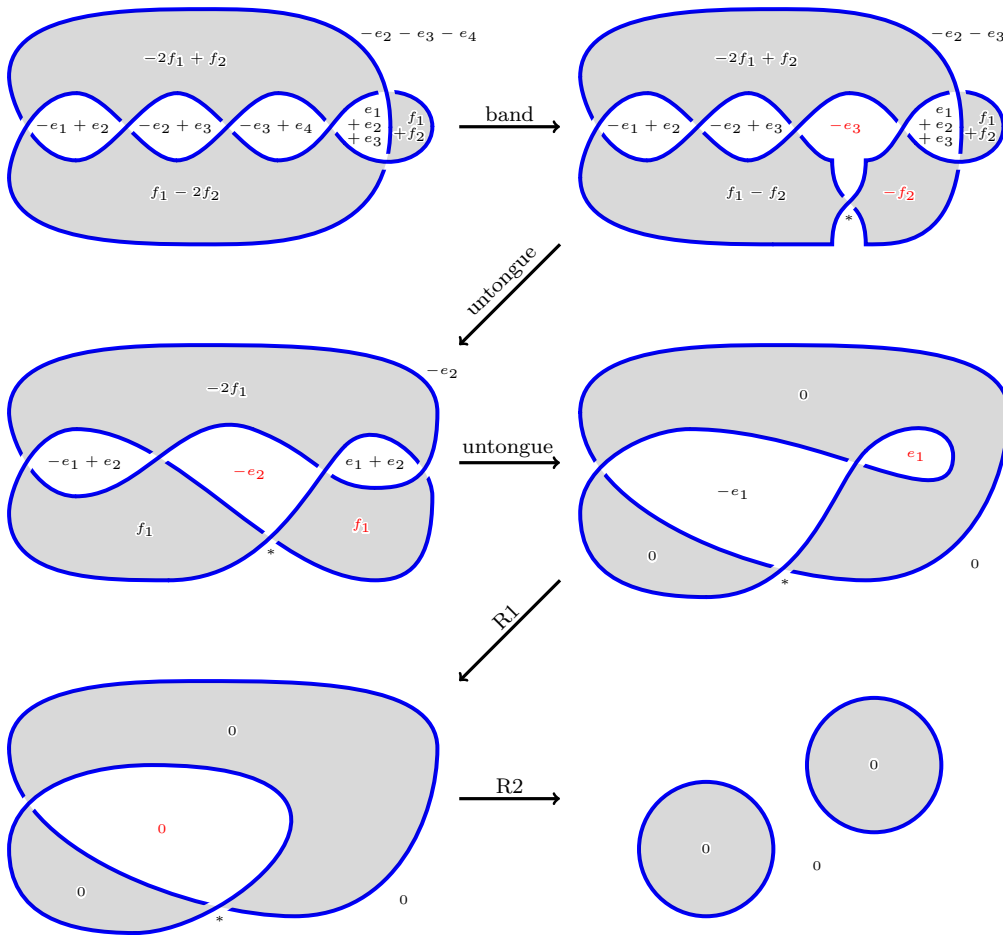 −2f₁ + f₂
−e₂ − e₃ − e₄
−e₁ + e₂
−e₂ + e₃
−e₃ + e₄
e₁
+ e₂
+ e₃
f₁
+f₂
f₁ − 2f₂
band
−2f₁ + f₂
−e₂ − e₃
−e₁ + e₂
−e₂ + e₃
−e₃
e₁
+ e₂
+ e₃
f₁
+f₂
f₁ − f₂
−f₂
*
untongue
−2f₁
−e₂
−e₁ + e₂
−e₂
e₁ + e₂
f₁
f₁
*
untongue
0
e₁
−e₁
0
0
*
R1
0
0
0
0
*
R2
0
0
0